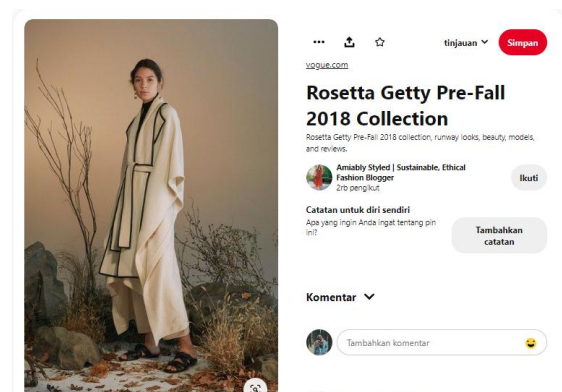 tinjauan
Simpan
vogue.com
Rosetta Getty Pre-Fall
2018 Collection
Rosetta Getty Pre-Fall 2018 collection, runway looks, beauty, models,
and reviews.
Amiably Styled | Sustainable, Ethical
Fashion Blogger
2rb pengikut
Ikuti
Catatan untuk diri sendiri
Apa yang ingin Anda ingat tentang pin
ini?
Tambahkan
catatan
Komentar
Tambahkan komentar